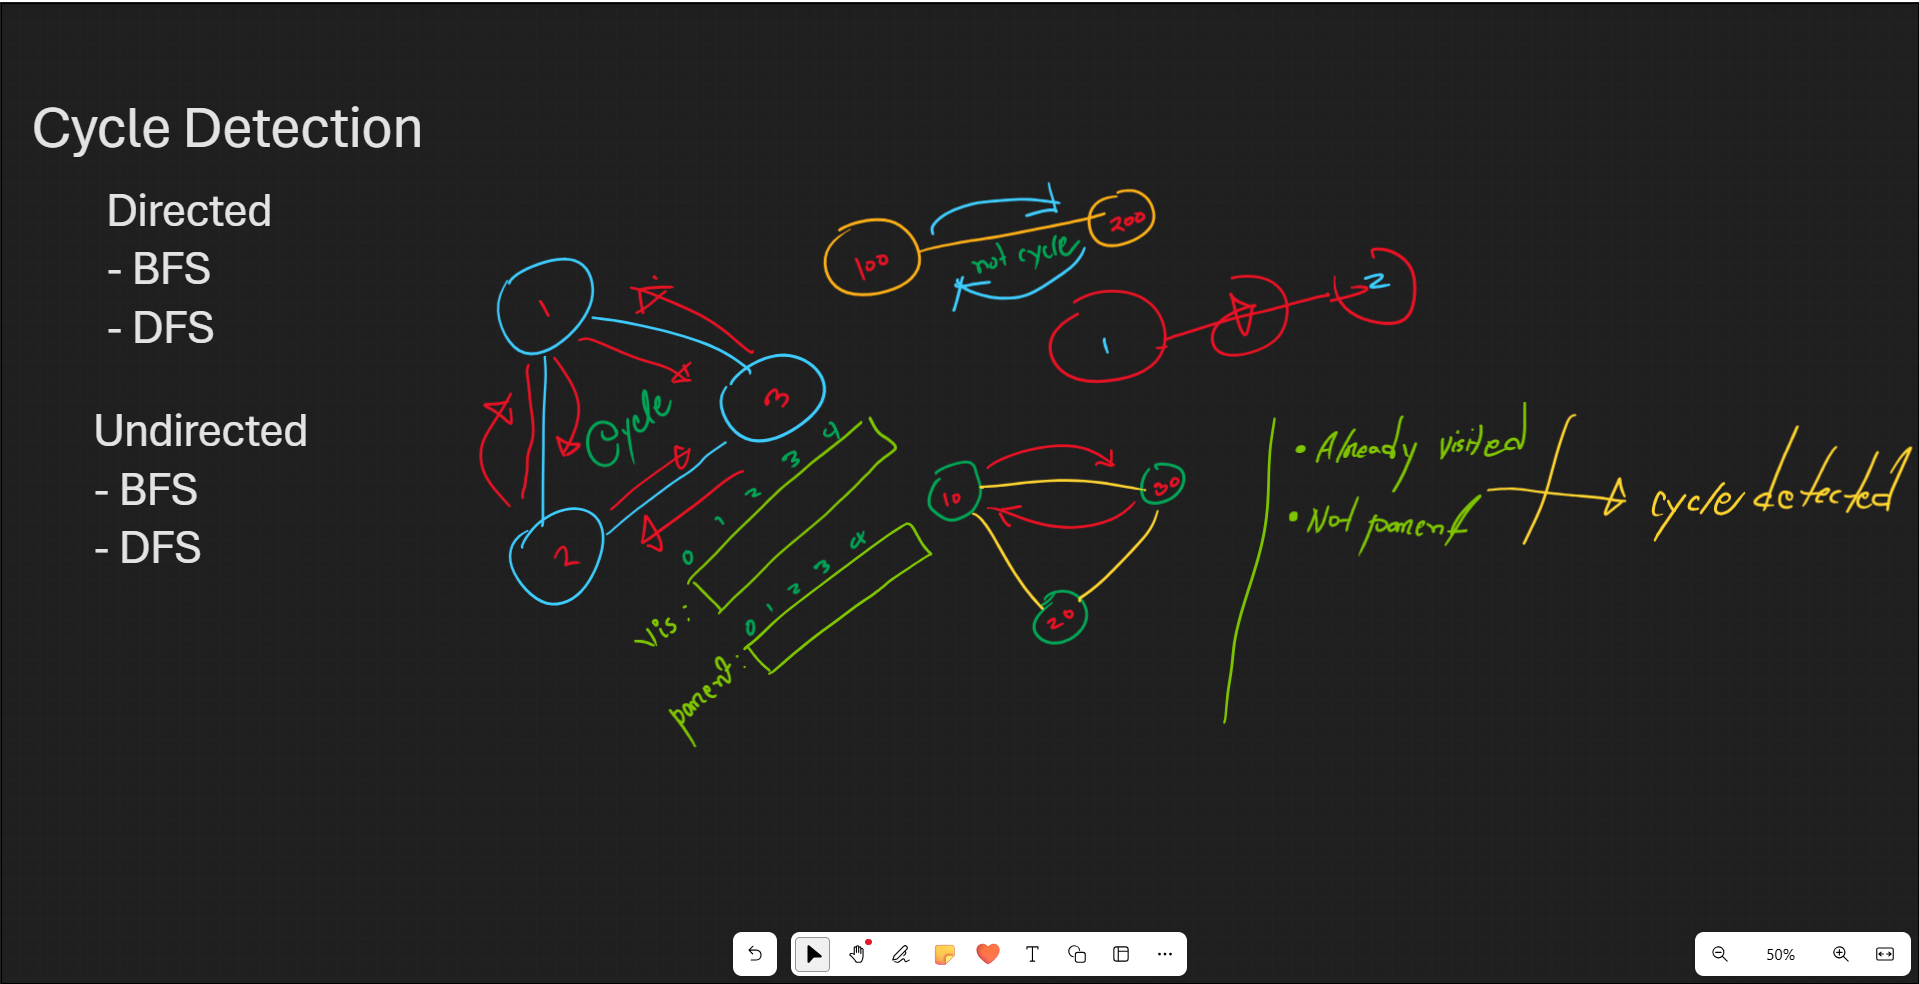 Cycle Detection
Directed
- BFS
- DFS
Undirected
- BFS
- DFS
1
2
3
Cycle
100
200
not cycle
1
2
Vis:
0 1 2 3 4
parent:
0 1 2 3 4
10
30
20
• Already visited
• Not parent
cycle detected
50%